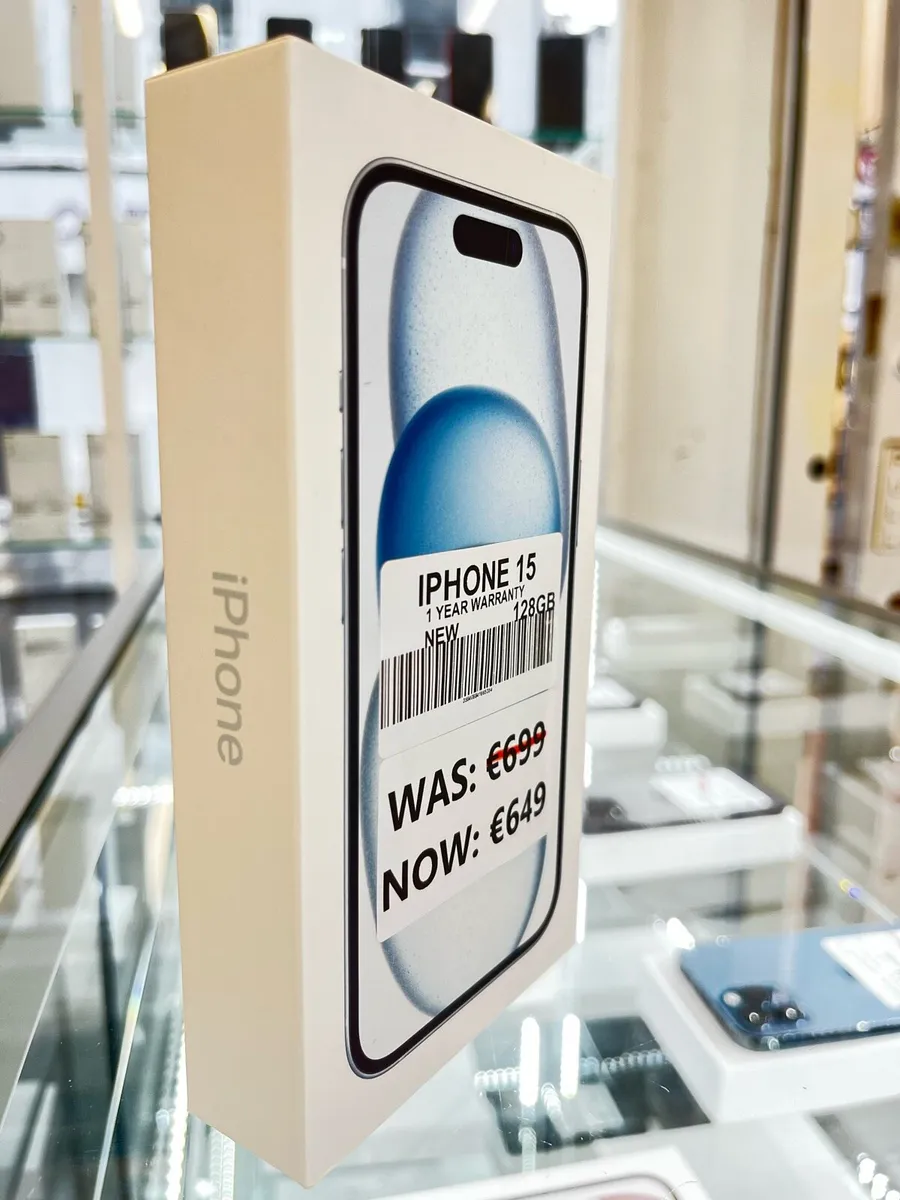 iPhone
IPHONE 15
1 YEAR WARRANTY
NEW 128GB
WAS: €699
NOW: €649